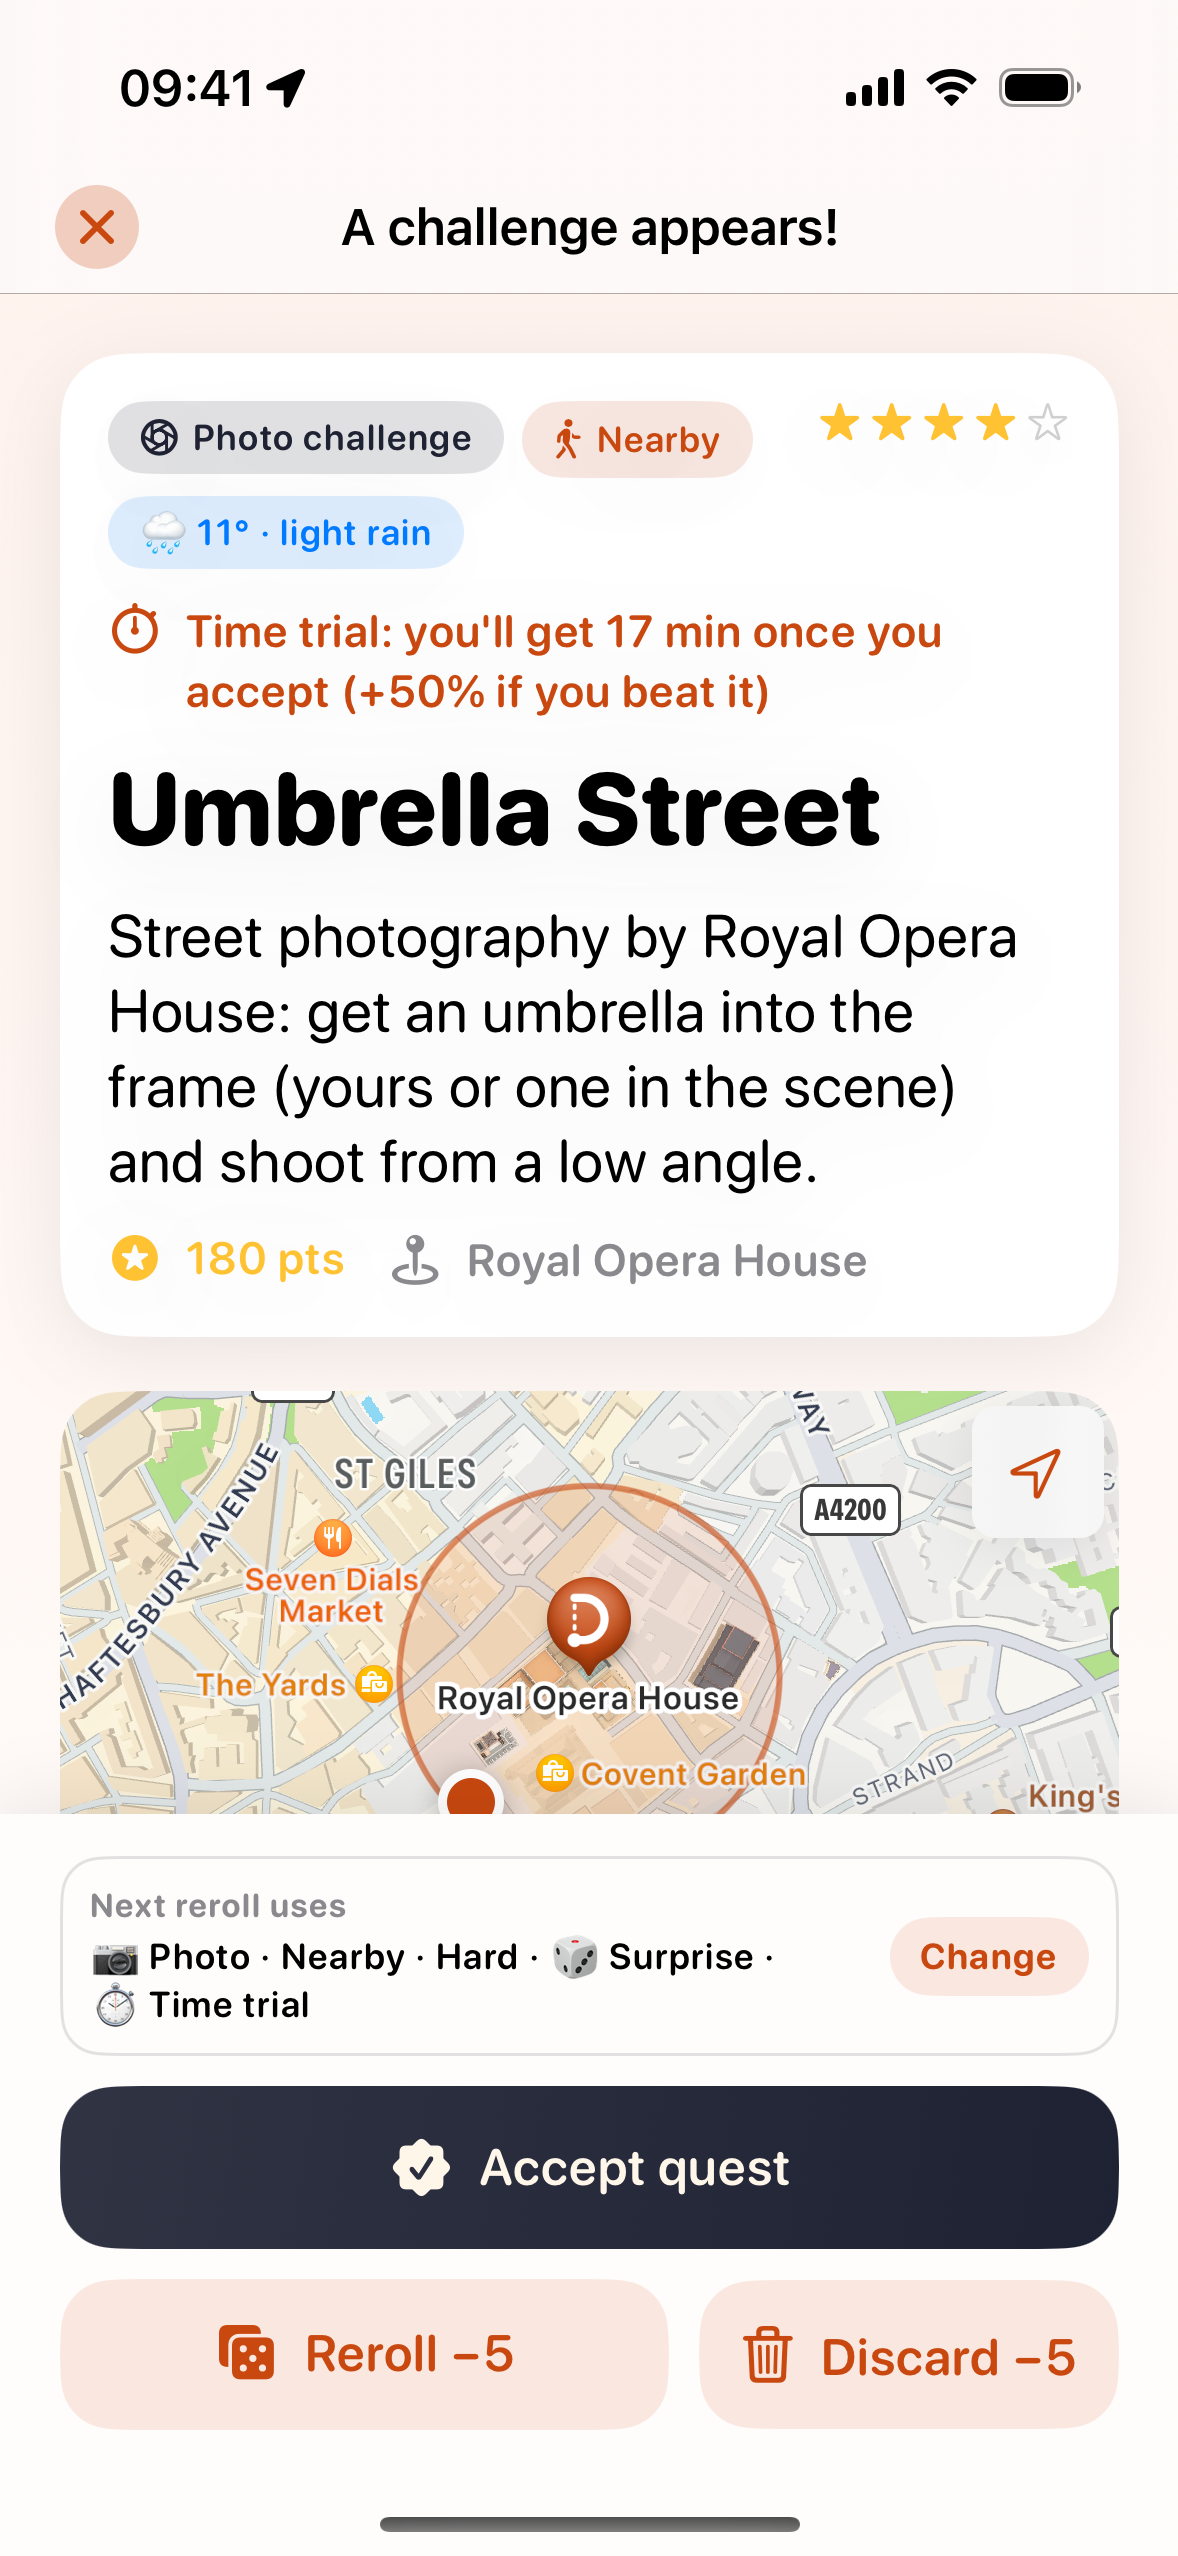 09:41
A challenge appears!
Photo challenge
Nearby
11° · light rain
Time trial: you'll get 17 min once you
accept (+50% if you beat it)
Umbrella Street
Street photography by Royal Opera
House: get an umbrella into the
frame (yours or one in the scene)
and shoot from a low angle.
180 pts
Royal Opera House
ST GILES
A4200
HAFTESBURY AVENUE
WAY
Seven Dials
Market
The Yards
Royal Opera House
Covent Garden
STRAND
King's
Next reroll uses
Photo · Nearby · Hard · 🎲 Surprise ·
Time trial
Change
Accept quest
Reroll −5
Discard −5